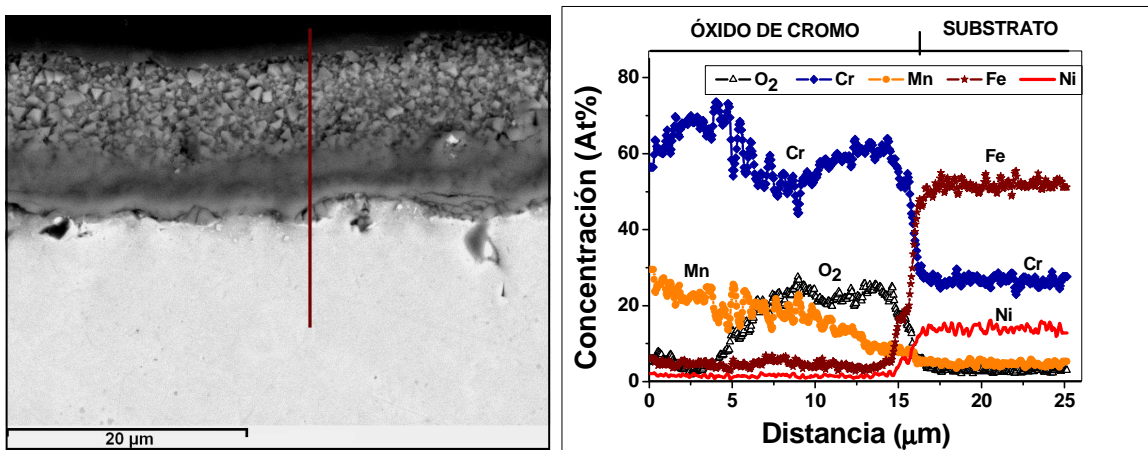 20 µm
ÓXIDO DE CROMO
SUBSTRATO
O2 Cr Mn Fe Ni
Concentración (At%)
80
60
40
20
0
Cr
Fe
Mn
O2
Cr
Ni
0 5 10 15 20 25
Distancia (µm)